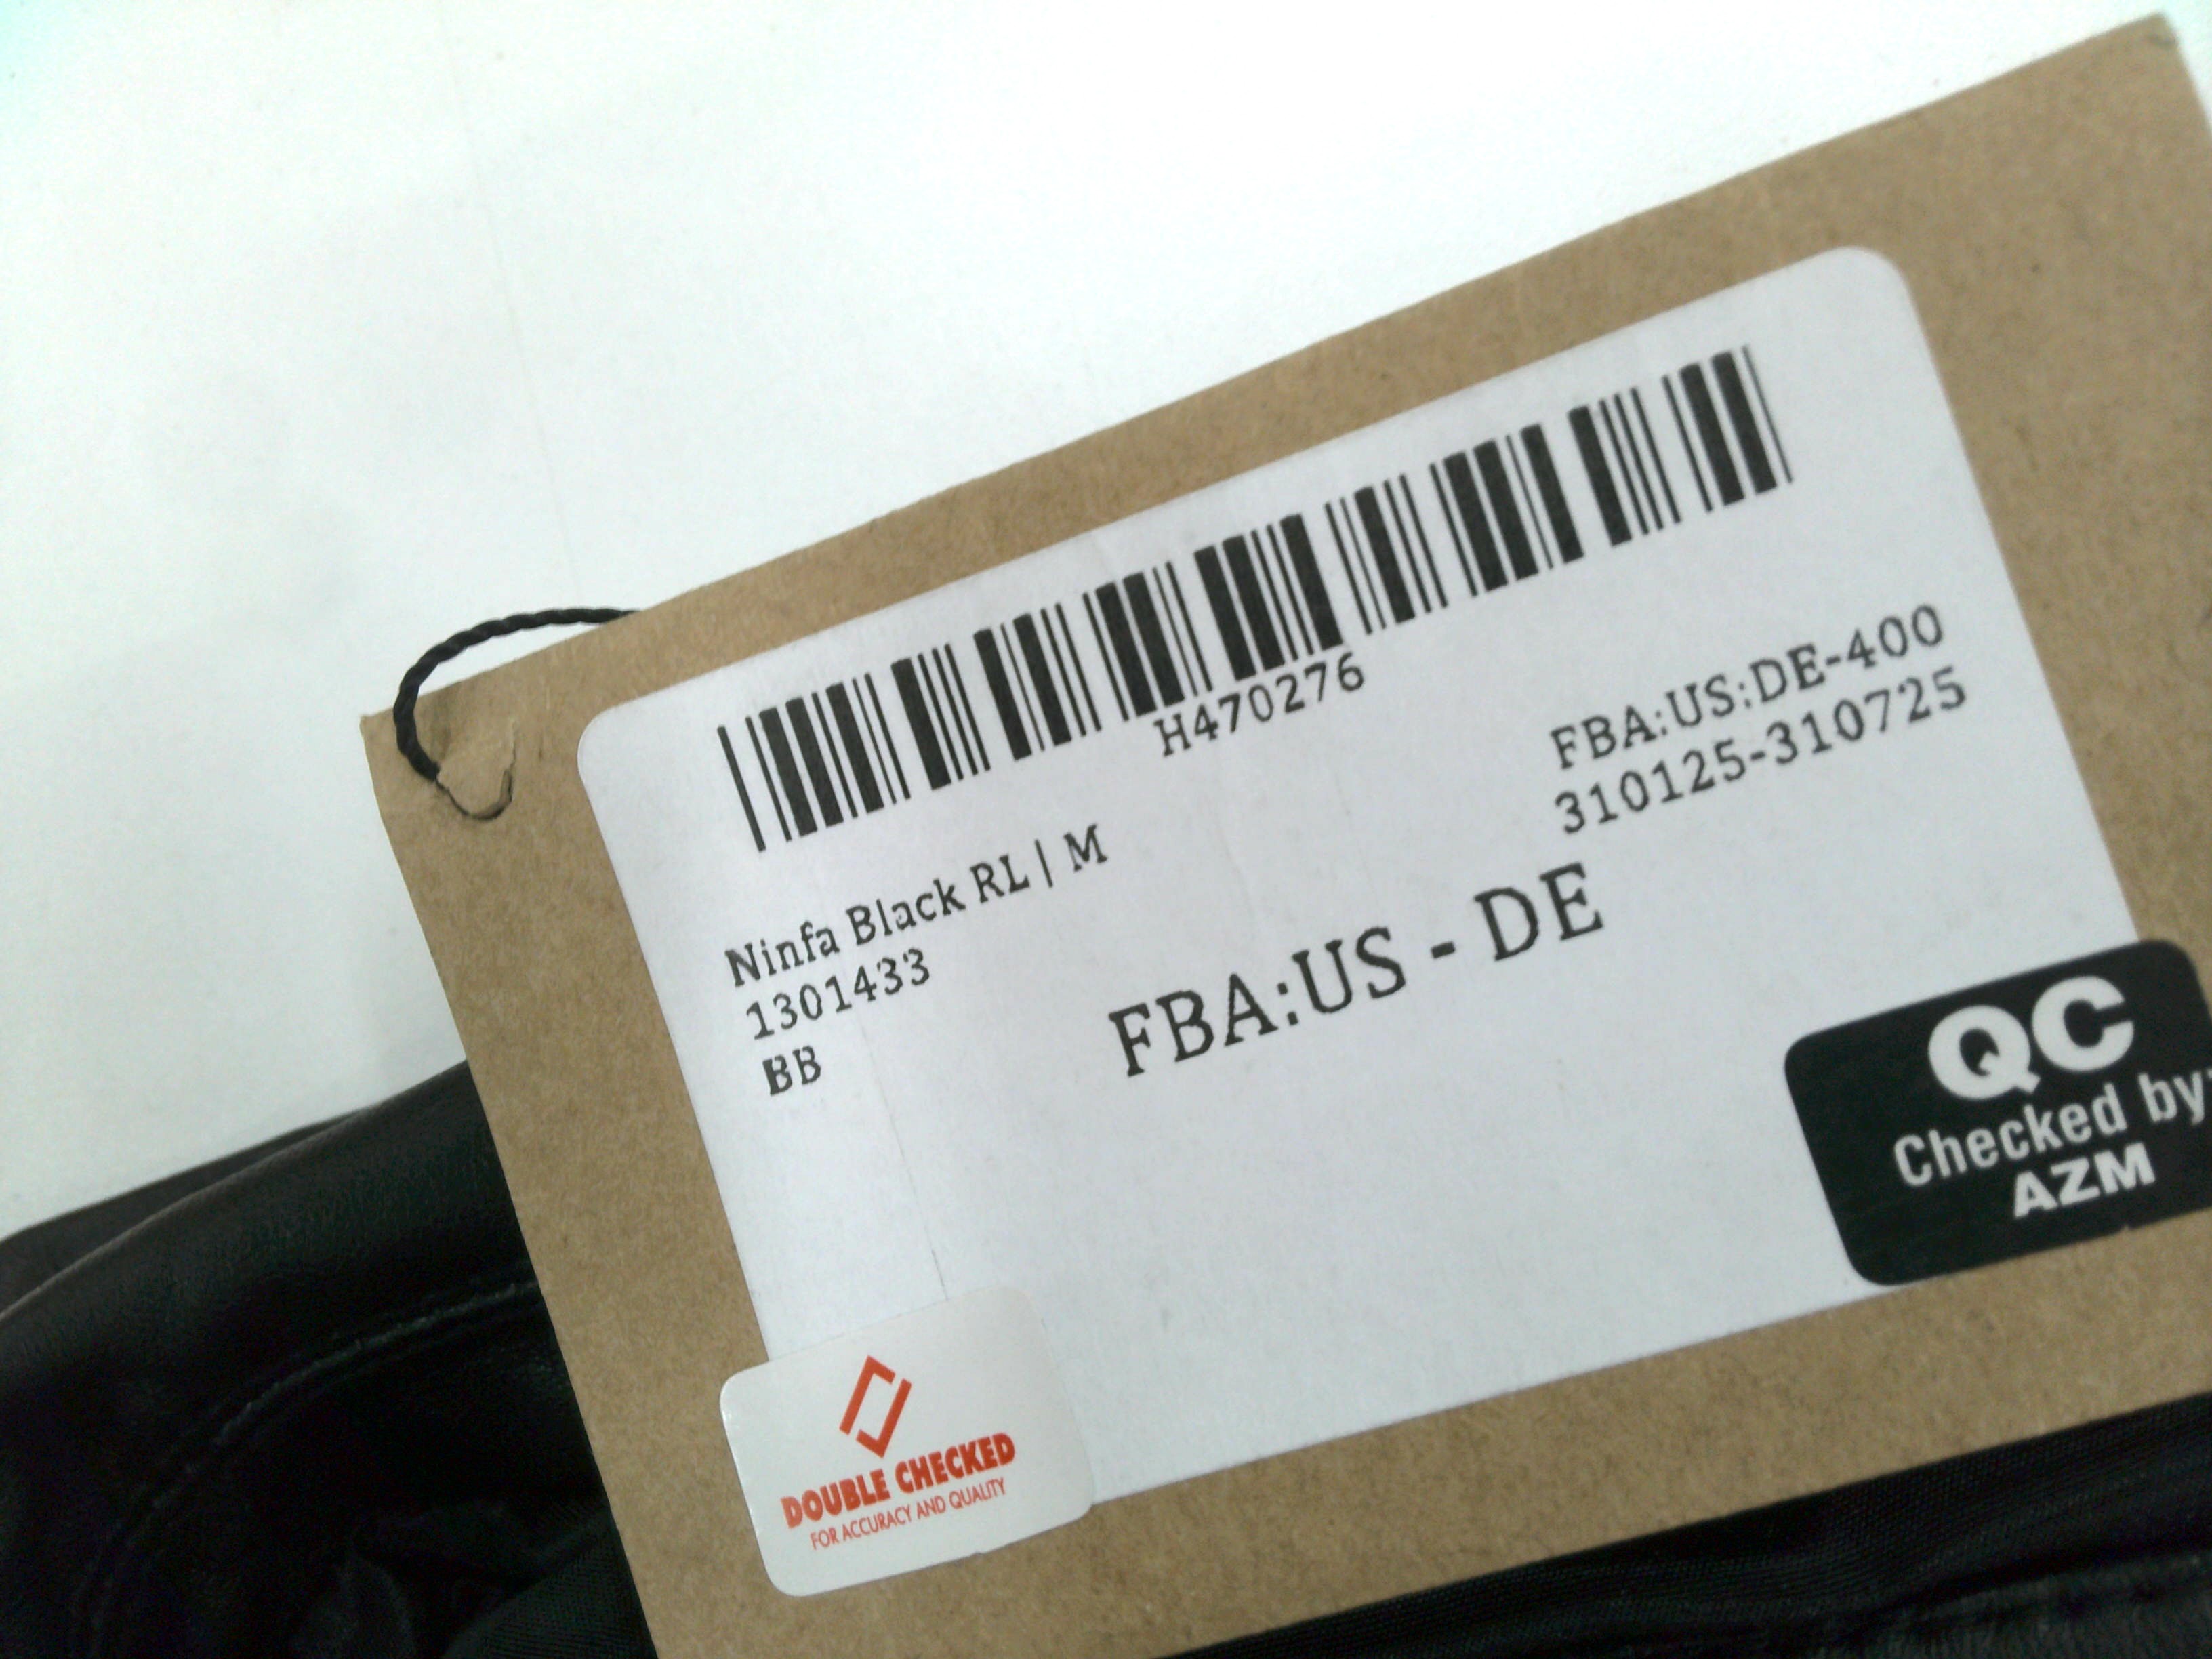 H470276
FBA:US:DE-400
310125-310725
Ninfa Black RL | M
1301433
BB
FBA:US - DE
QC
Checked by:
AZM
DOUBLE CHECKED
FOR ACCURACY AND QUALITY